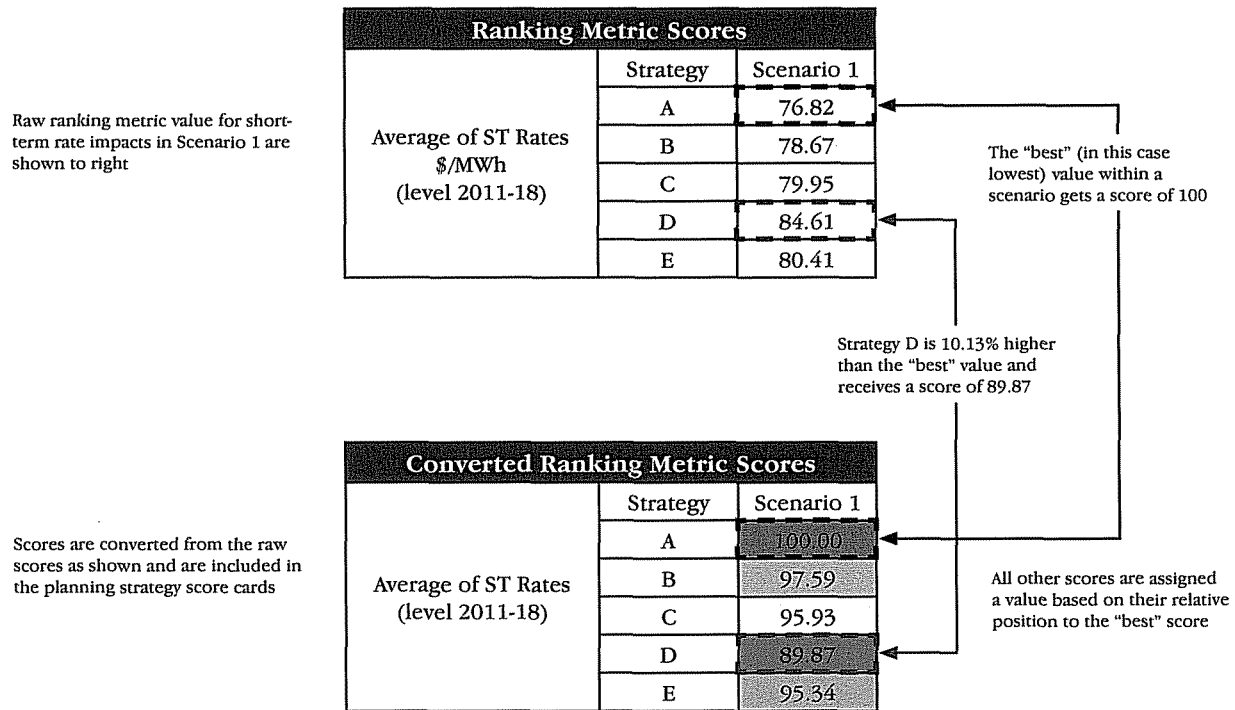 Ranking Metric Scores
Strategy Scenario 1
Raw ranking metric value for short-
term rate impacts in Scenario 1 are
shown to right
Average of ST Rates
$/MWh
(level 2011-18)
A 76.82
B 78.67
C 79.95
D 84.61
E 80.41
The “best” (in this case
lowest) value within a
scenario gets a score of 100
Strategy D is 10.13% higher
than the “best” value and
receives a score of 89.87
Converted Ranking Metric Scores
Strategy Scenario 1
Scores are converted from the raw
scores as shown and are included in
the planning strategy score cards
Average of ST Rates
(level 2011-18)
A 100.00
B 97.59
C 95.93
D 89.87
E 95.34
All other scores are assigned
a value based on their relative
position to the “best” score